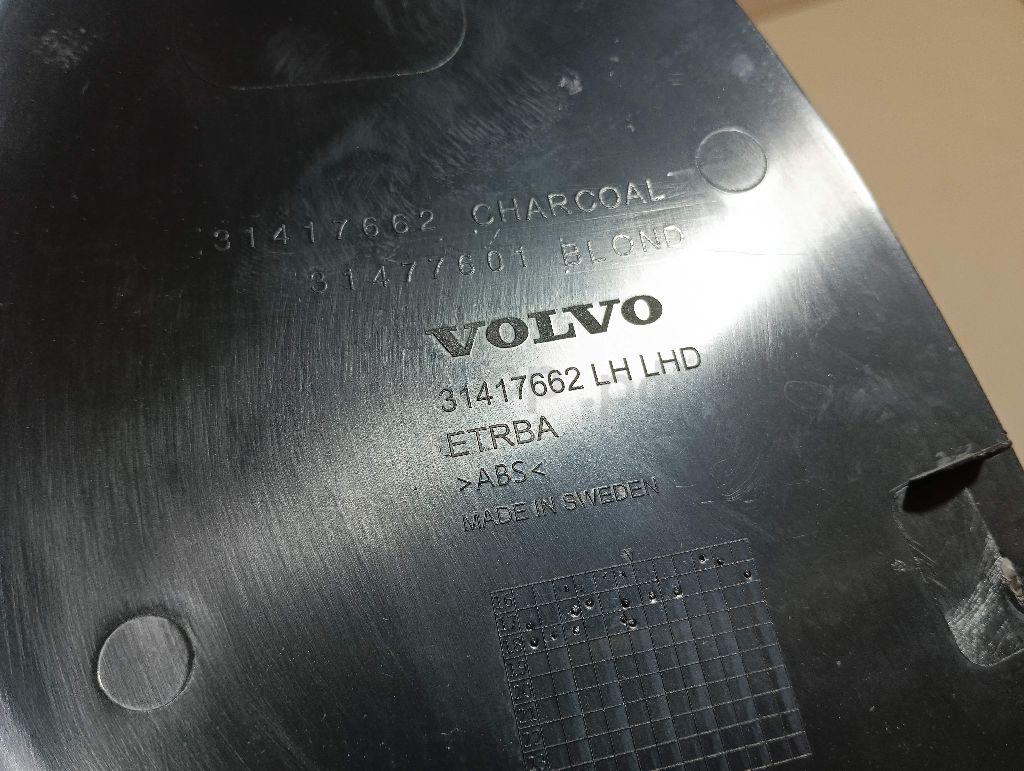 31417662 CHARCOAL
31477601 BLOND
VOLVO
31417662 LH LHD
ETRBA
>ABS<
MADE IN SWEDEN